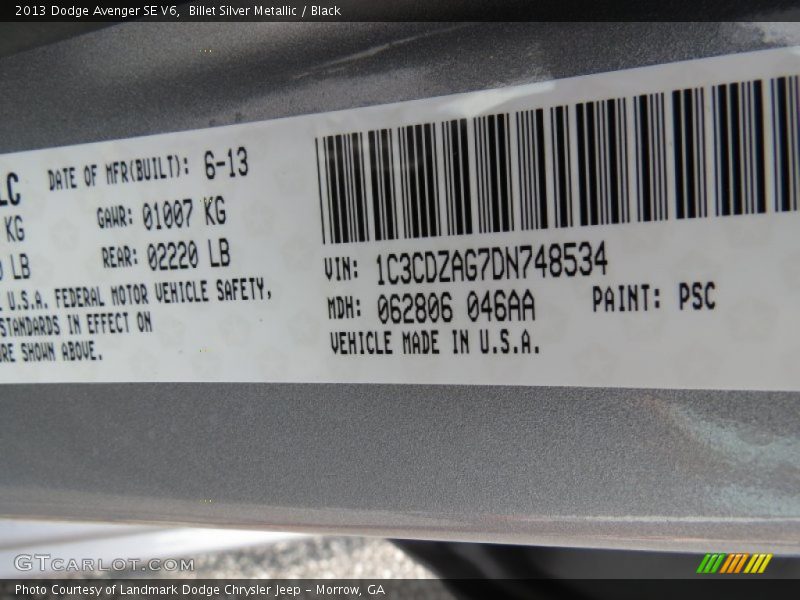 2013 Dodge Avenger SE V6,  Billet Silver Metallic / Black
LC DATE OF MFR(BUILT): 6-13
KG GAWR: 01007 KG
LB REAR: 02220 LB
U.S.A. FEDERAL MOTOR VEHICLE SAFETY,
STANDARDS IN EFFECT ON
SHOWN ABOVE.
VIN: 1C3CDZAG7DN748534
MDH: 062806 046AA PAINT: PSC
VEHICLE MADE IN U.S.A.
GTCARLOT.COM
Photo Courtesy of Landmark Dodge Chrysler Jeep – Morrow, GA